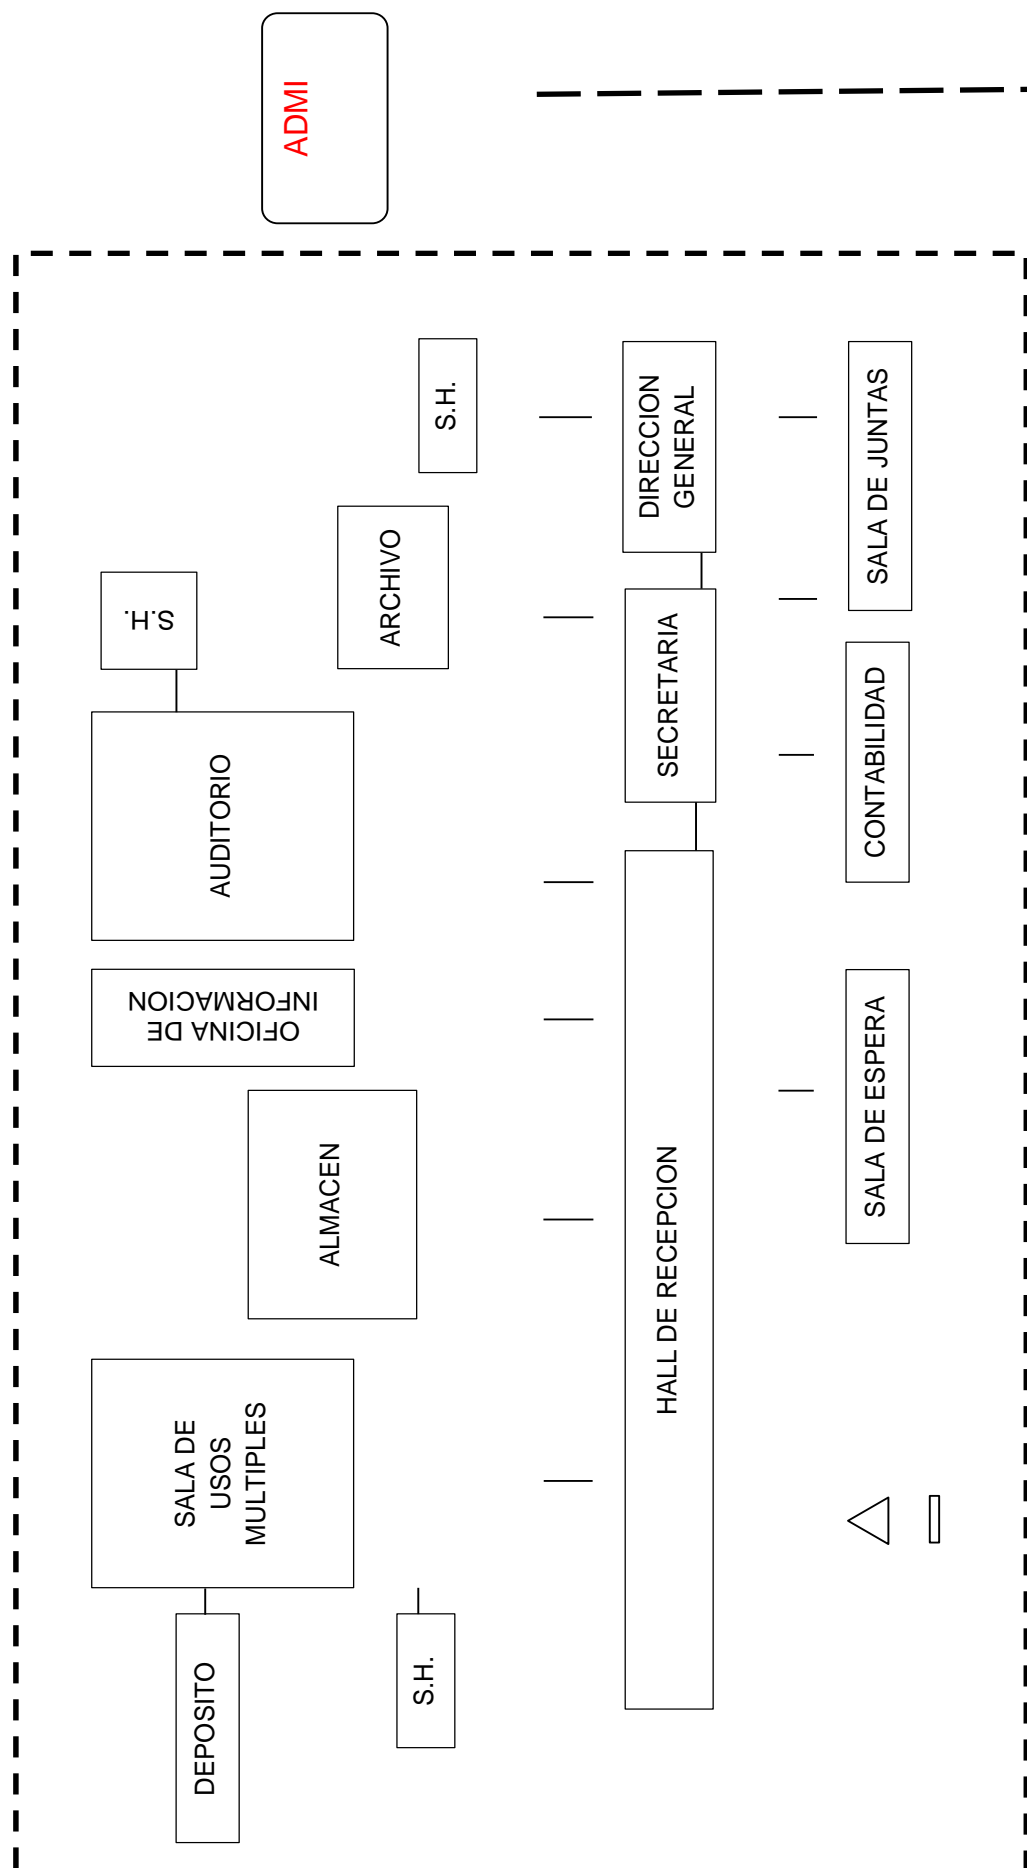 ADMI
S.H.
DIRECCION
GENERAL
SALA DE JUNTAS
ARCHIVO
S.H.
SECRETARIA
CONTABILIDAD
AUDITORIO
OFICINA DE
INFORMACION
SALA DE ESPERA
ALMACEN
HALL DE RECEPCION
SALA DE
USOS
MULTIPLES
DEPOSITO
S.H.